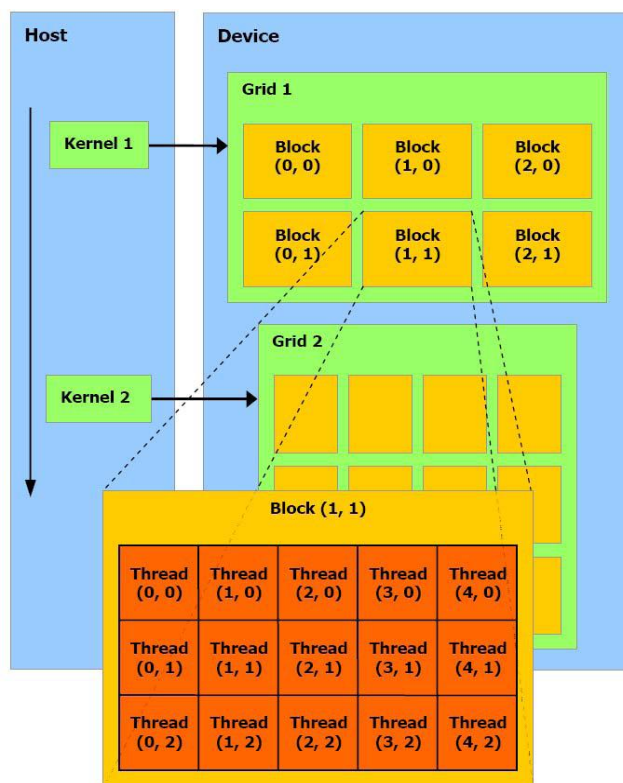 Host
Device
Grid 1
Kernel 1
Block
(0, 0)
Block
(1, 0)
Block
(2, 0)
Block
(0, 1)
Block
(1, 1)
Block
(2, 1)
Grid 2
Kernel 2
Block (1, 1)
Thread
(0, 0)
Thread
(1, 0)
Thread
(2, 0)
Thread
(3, 0)
Thread
(4, 0)
Thread
(0, 1)
Thread
(1, 1)
Thread
(2, 1)
Thread
(3, 1)
Thread
(4, 1)
Thread
(0, 2)
Thread
(1, 2)
Thread
(2, 2)
Thread
(3, 2)
Thread
(4, 2)